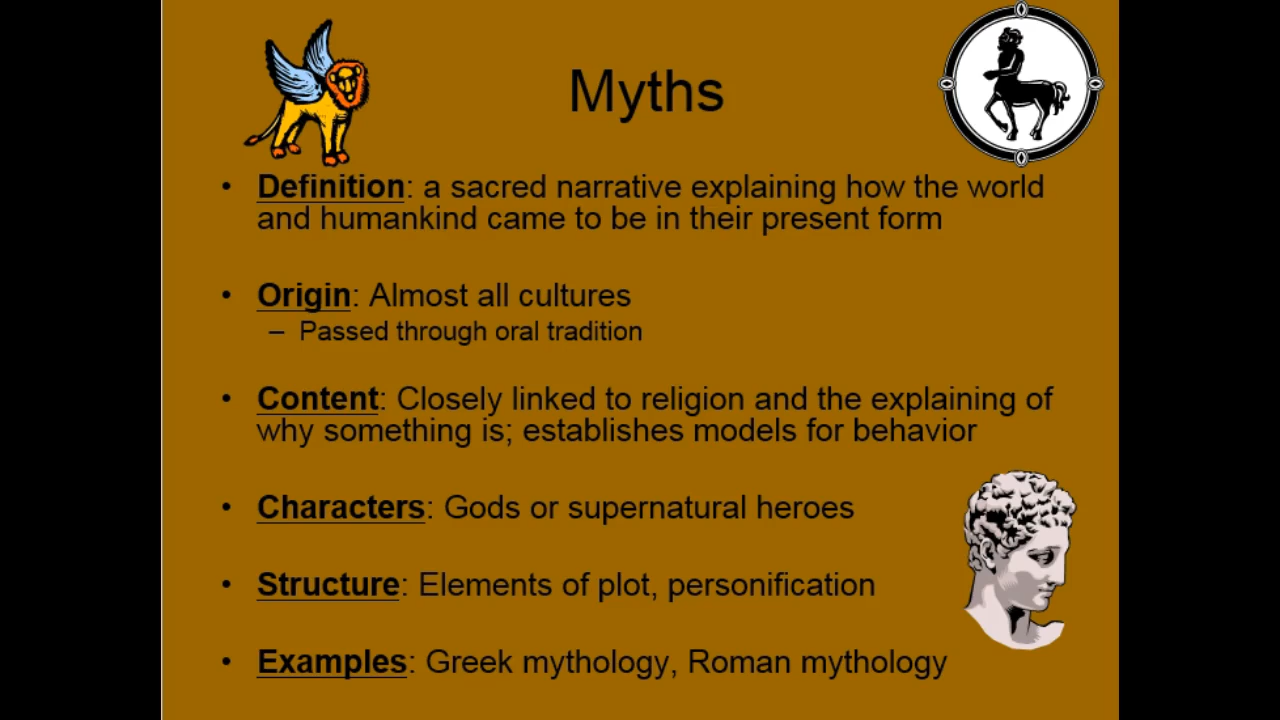 Myths
• Definition: a sacred narrative explaining how the world
and humankind came to be in their present form
• Origin: Almost all cultures
– Passed through oral tradition
• Content: Closely linked to religion and the explaining of
why something is; establishes models for behavior
• Characters: Gods or supernatural heroes
• Structure: Elements of plot, personification
• Examples: Greek mythology, Roman mythology